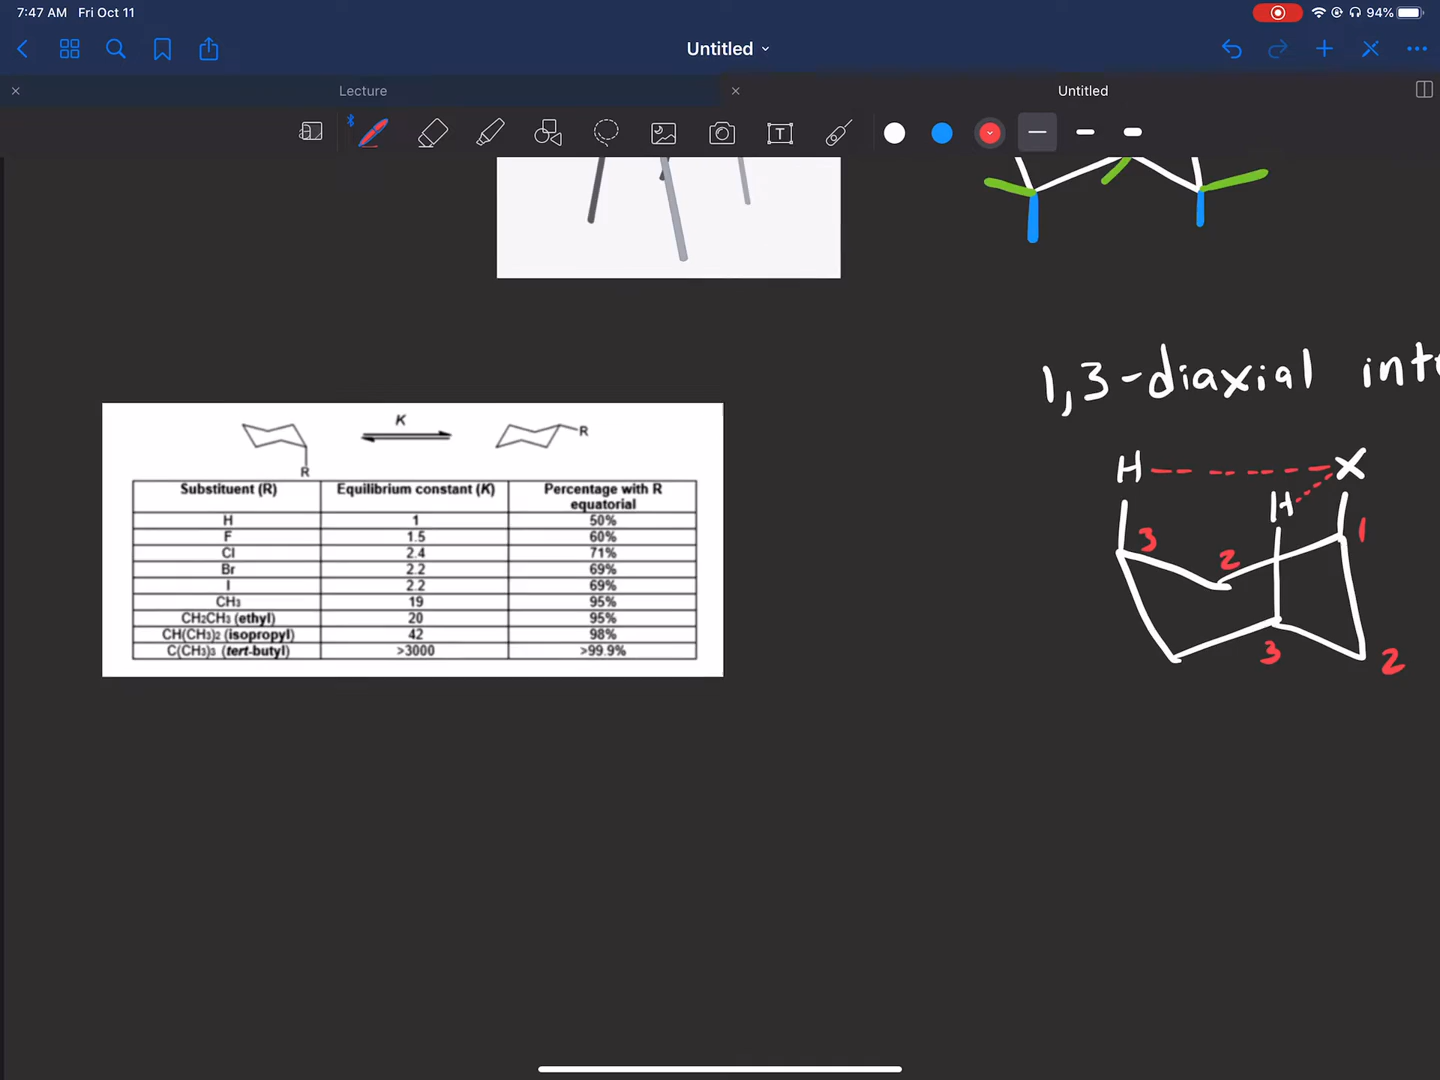 7:47 AM Fri Oct 11
94%
Untitled
Lecture
Untitled
T
1,3-diaxial int
K
R
R
Substituent (R) Equilibrium constant (K) Percentage with R equatorial
H 1 50%
F 1.5 60%
Cl 2.4 71%
Br 2.2 69%
I 2.2 69%
CH₃ 19 95%
CH₂CH₃ (ethyl) 20 95%
CH(CH₃)₂ (isopropyl) 42 98%
C(CH₃)₃ (tert-butyl) >3000 >99.9%
H X
H
3 2 1
3 2